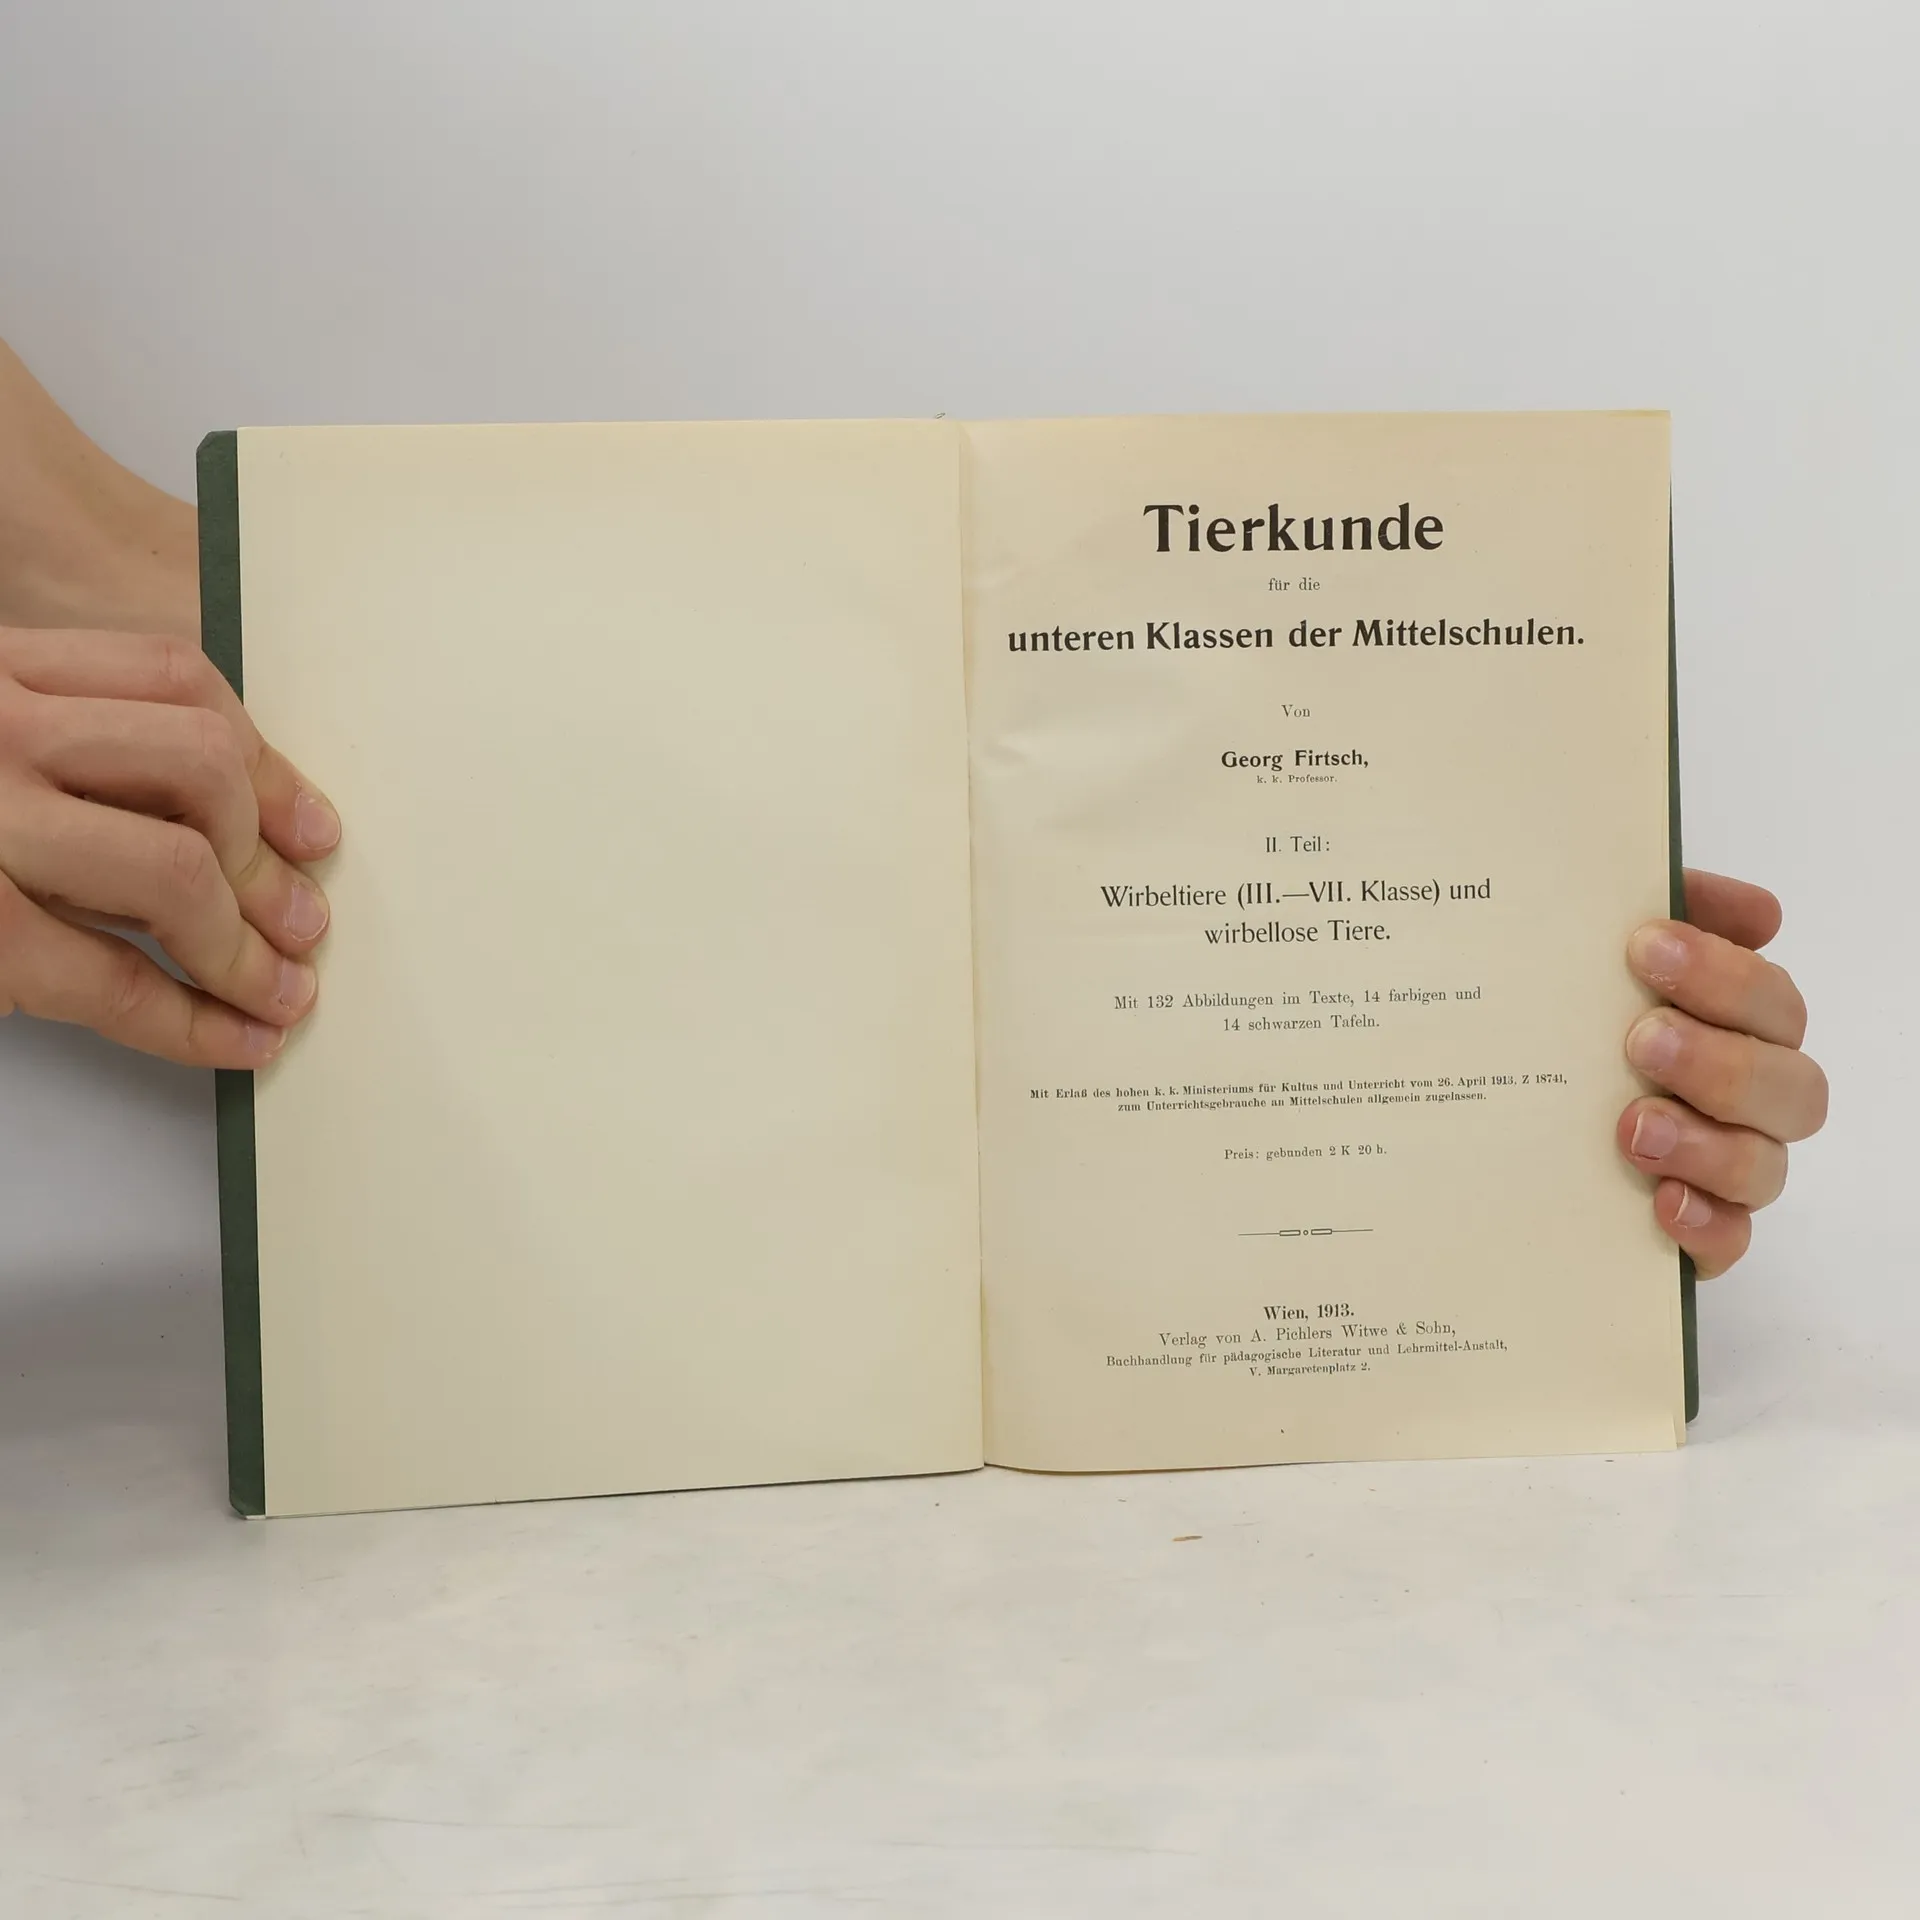 Tierkunde
für die
unteren Klassen der Mittelschulen.
Von
Georg Firtsch,
k. k. Professor.
II. Teil:
Wirbeltiere (III.—VII. Klasse) und
wirbellose Tiere.
Mit 132 Abbildungen im Texte, 14 farbigen und
14 schwarzen Tafeln.
Mit Erlaß des hohen k. k. Ministeriums für Kultus und Unterricht vom 26. April 1913, Z 18741,
zum Unterrichtsgebrauche an Mittelschulen allgemein zugelassen.
Preis: gebunden 2 K 20 h.
Wien, 1913.
Verlag von A. Pichlers Witwe & Sohn,
Buchhandlung für pädagogische Literatur und Lehrmittel-Anstalt,
V. Margaretenplatz 2.